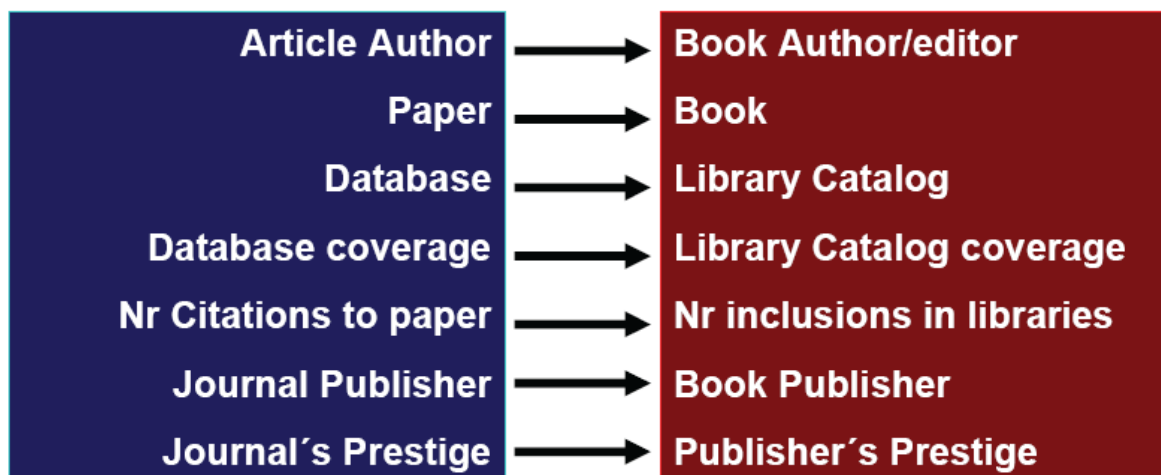 Article Author Book Author/editor
Paper Book
Database Library Catalog
Database coverage Library Catalog coverage
Nr Citations to paper Nr inclusions in libraries
Journal Publisher Book Publisher
Journal´s Prestige Publisher´s Prestige